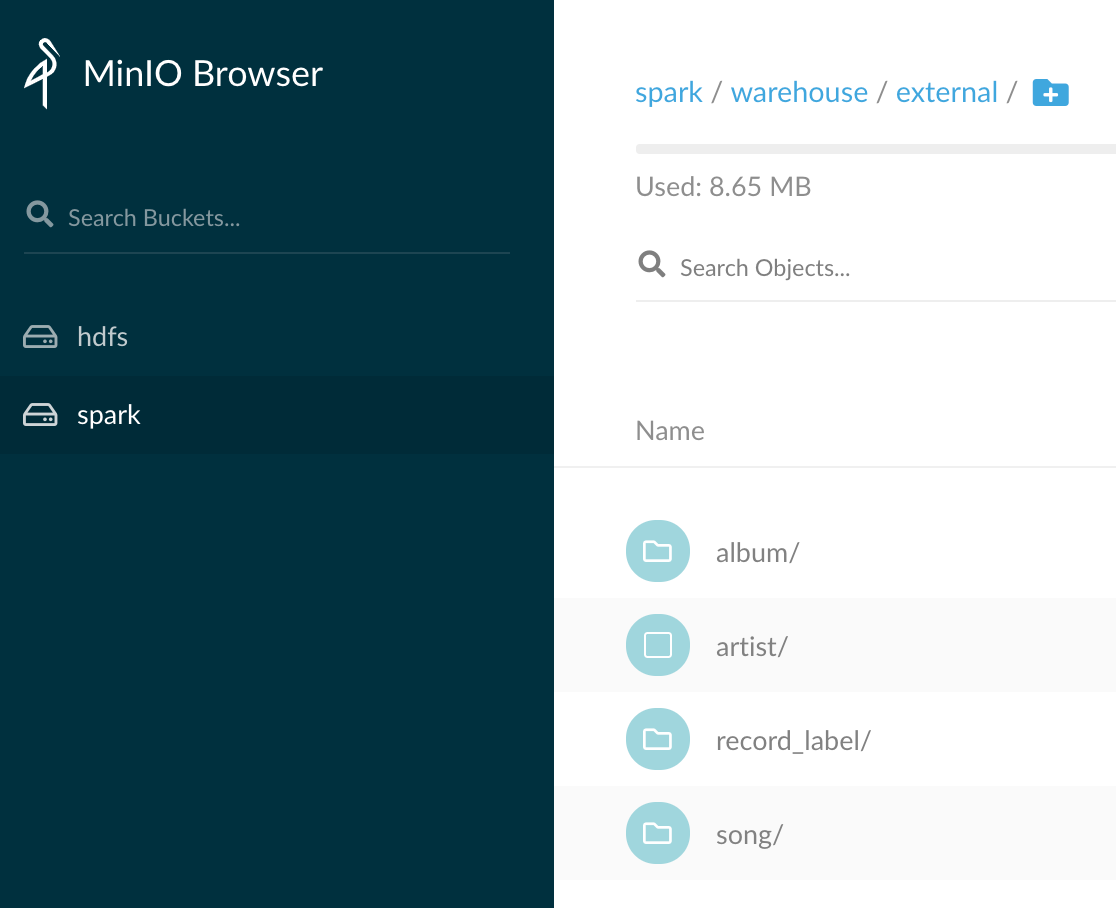 MinIO Browser
Search Buckets...
hdfs
spark
spark / warehouse / external /
Used: 8.65 MB
Search Objects...
Name
album/
artist/
record_label/
song/